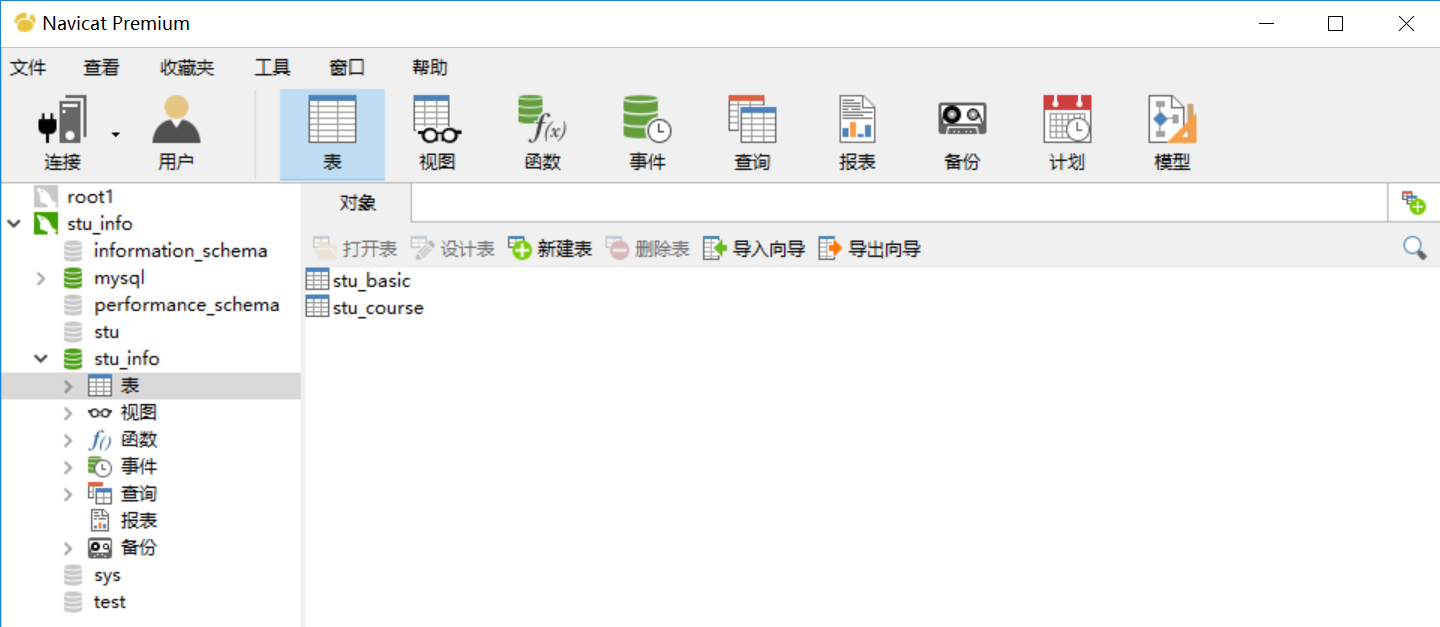 Navicat Premium
文件 查看 收藏夹 工具 窗口 帮助
连接 用户 表 视图 函数 事件 查询 报表 备份 计划 模型
root1
stu_info
information_schema
mysql
performance_schema
stu
stu_info
表
视图
函数
事件
查询
报表
备份
sys
test
对象
打开表 设计表 新建表 删除表 导入向导 导出向导
stu_basic
stu_course